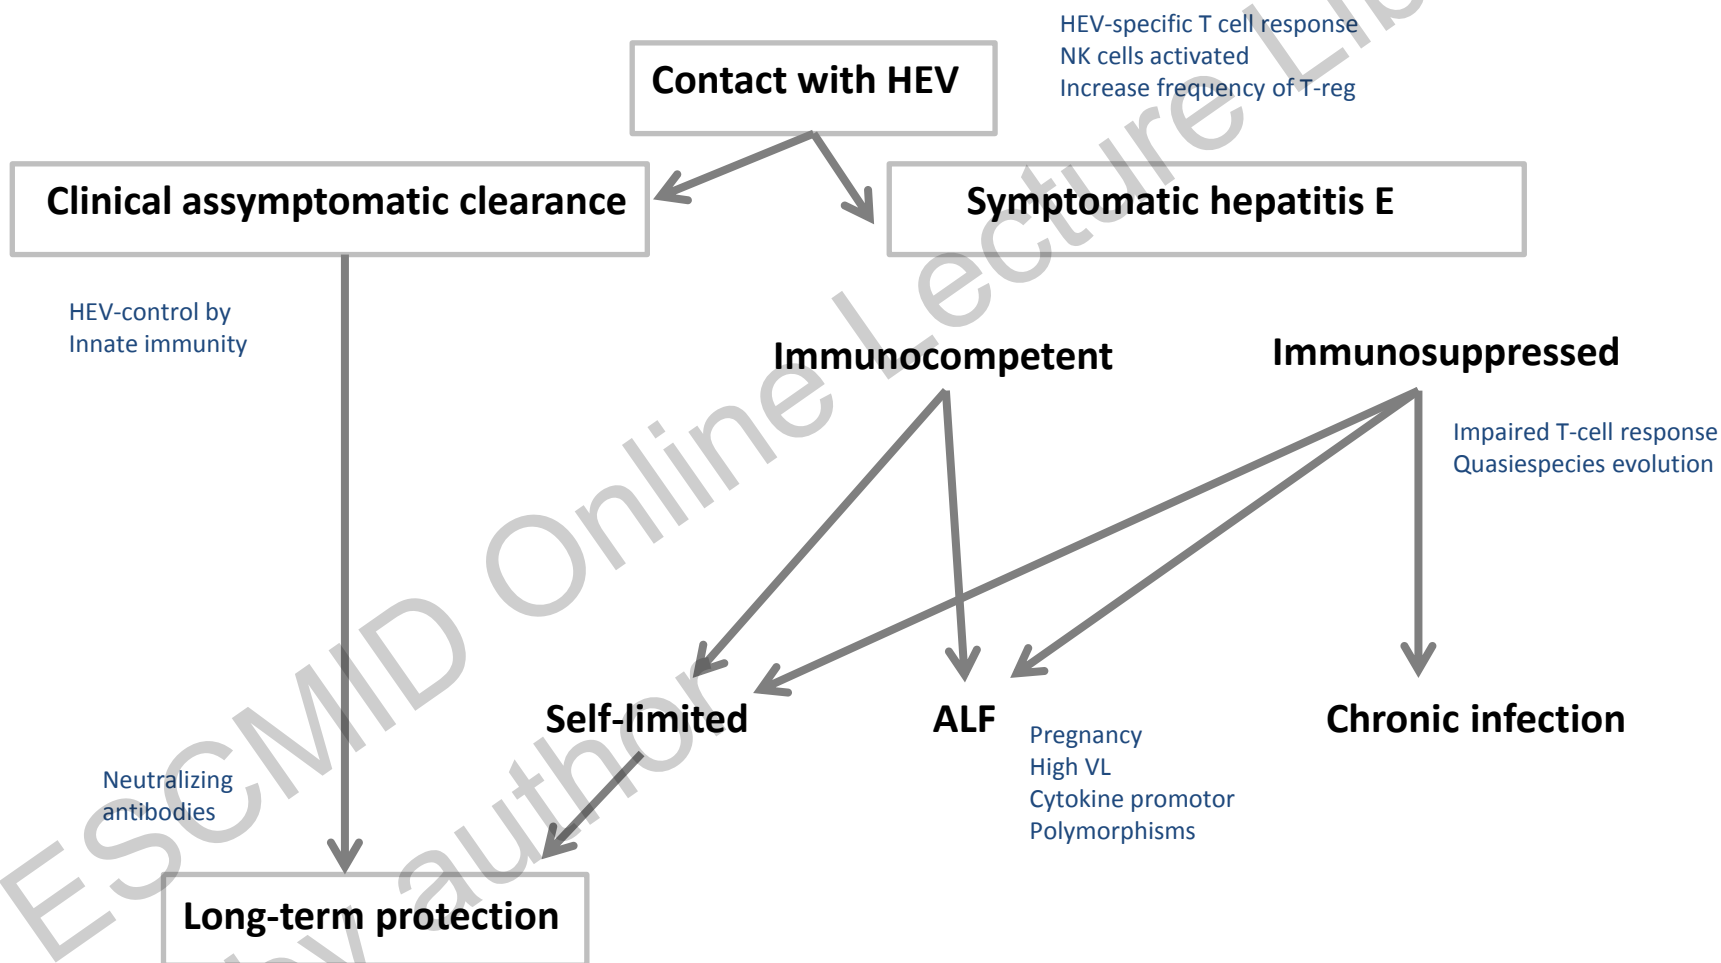 HEV-specific T cell response
NK cells activated
Increase frequency of T-reg
Contact with HEV
Clinical assymptomatic clearance
Symptomatic hepatitis E
HEV-control by
Innate immunity
Immunocompetent
Immunosuppressed
Impaired T-cell response
Quasiespecies evolution
Self-limited
ALF
Chronic infection
Pregnancy
High VL
Cytokine promotor
Polymorphisms
Neutralizing
antibodies
Long-term protection
ESCMID Online Lecture Lib
by author